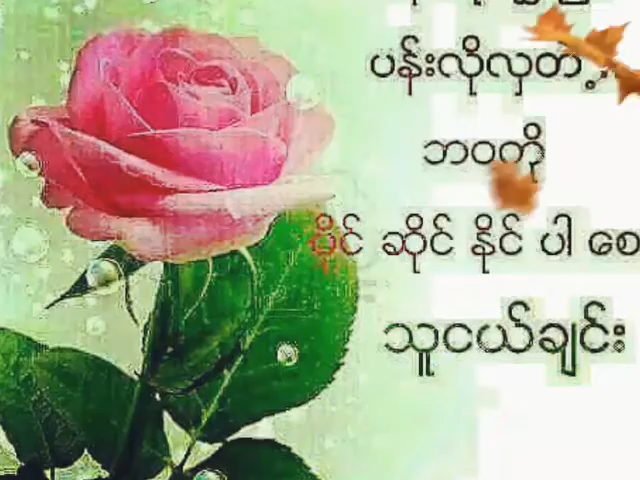 ပန်းလိုလှတဲ့
ဘဝကို
ပိုင် ဆိုင် နိုင် ပါ စေ
သူငယ်ချင်း